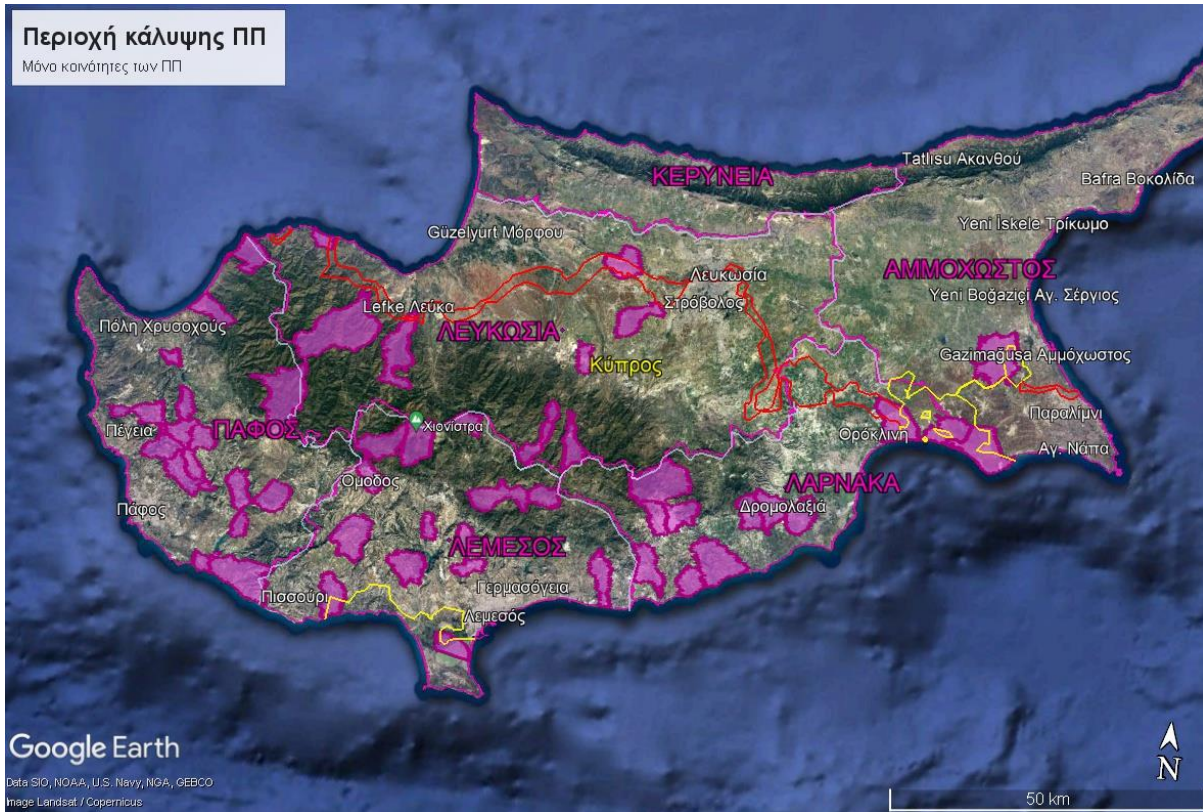 Περιοχή κάλυψης ΠΠ
Μόνο κοινότητες των ΠΠ
ΚΕΡΥΝΕΙΑ
Tatlısu Ακανθού
Bafra Βοκολίδα
Güzelyurt Μόρφου
Yeni İskele Τρίκωμο
ΑΜΜΟΧΩΣΤΟΣ
Λευκωσία
Yeni Boğaziçi Αγ. Σέργιος
Lefke Λεύκα
Στρόβολος
Πόλη Χρυσοχούς
ΛΕΥΚΩΣΙΑ
Gazimağusa Αμμόχωστος
Κύπρος
Παραλίμνι
Πέγεια
ΠΑΦΟΣ
Χιονίστρα
Ορόκλινη
Αγ. Νάπα
Όμοδος
ΛΑΡΝΑΚΑ
Πάφος
Δρομολαξιά
ΛΕΜΕΣΟΣ
Γερμασόγεια
Πισσούρι
Λεμεσός
Google Earth
Data SIO, NOAA, U.S. Navy, NGA, GEBCO
Image Landsat / Copernicus
N
50 km